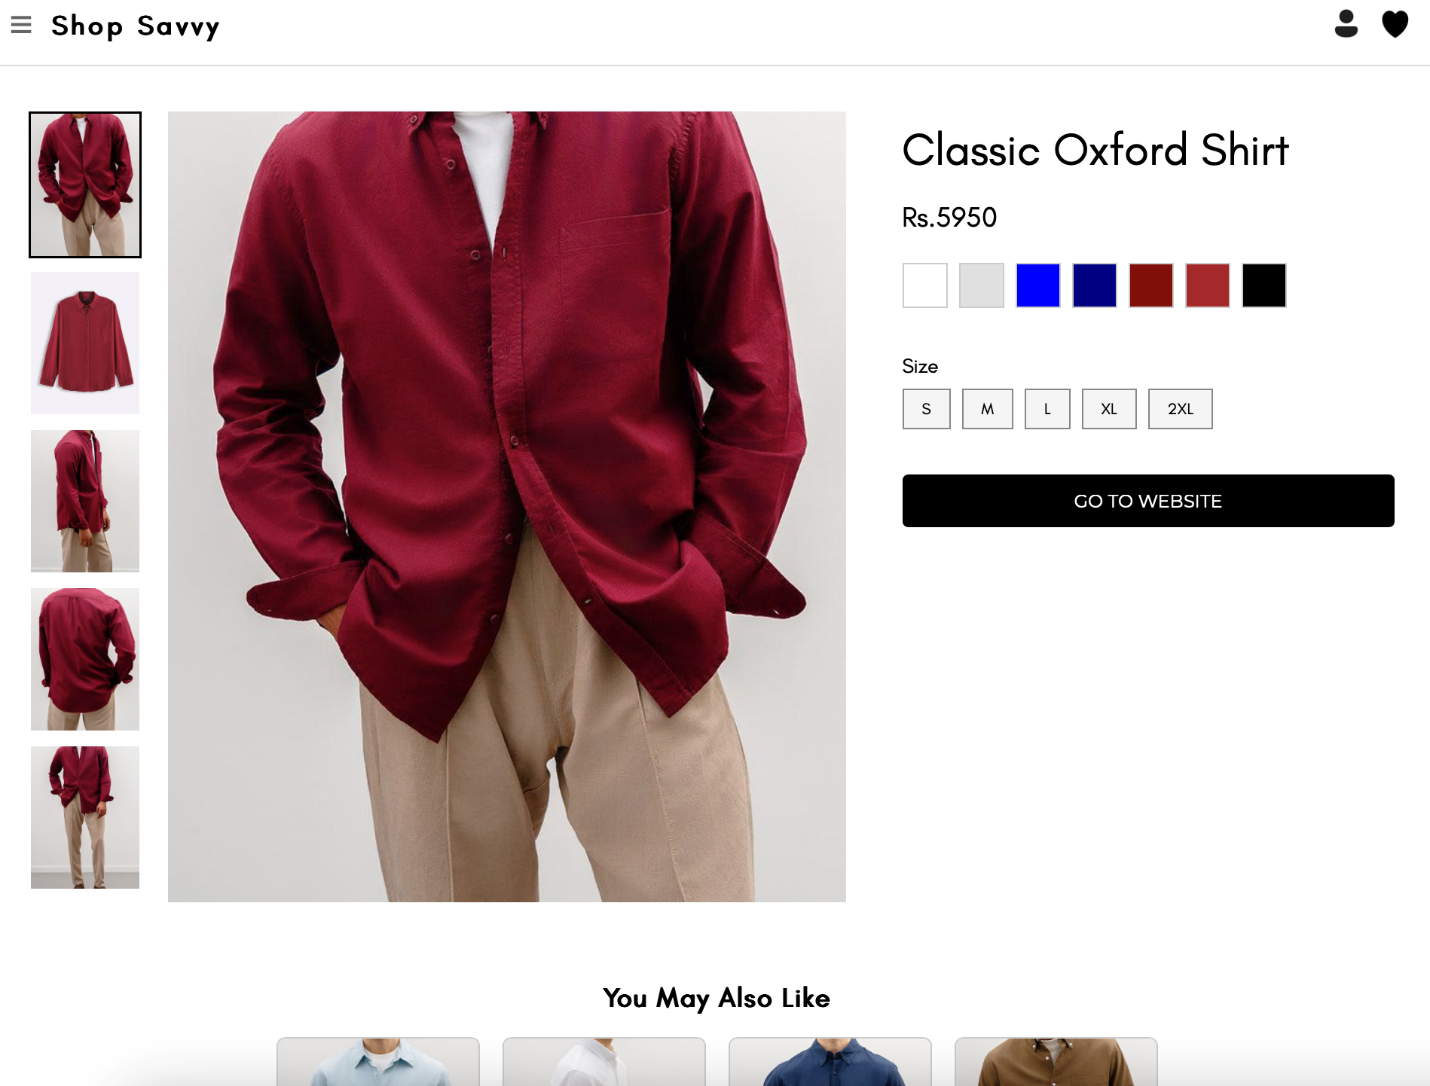 Shop Savvy
Classic Oxford Shirt
Rs.5950
Size
S M L XL 2XL
GO TO WEBSITE
You May Also Like